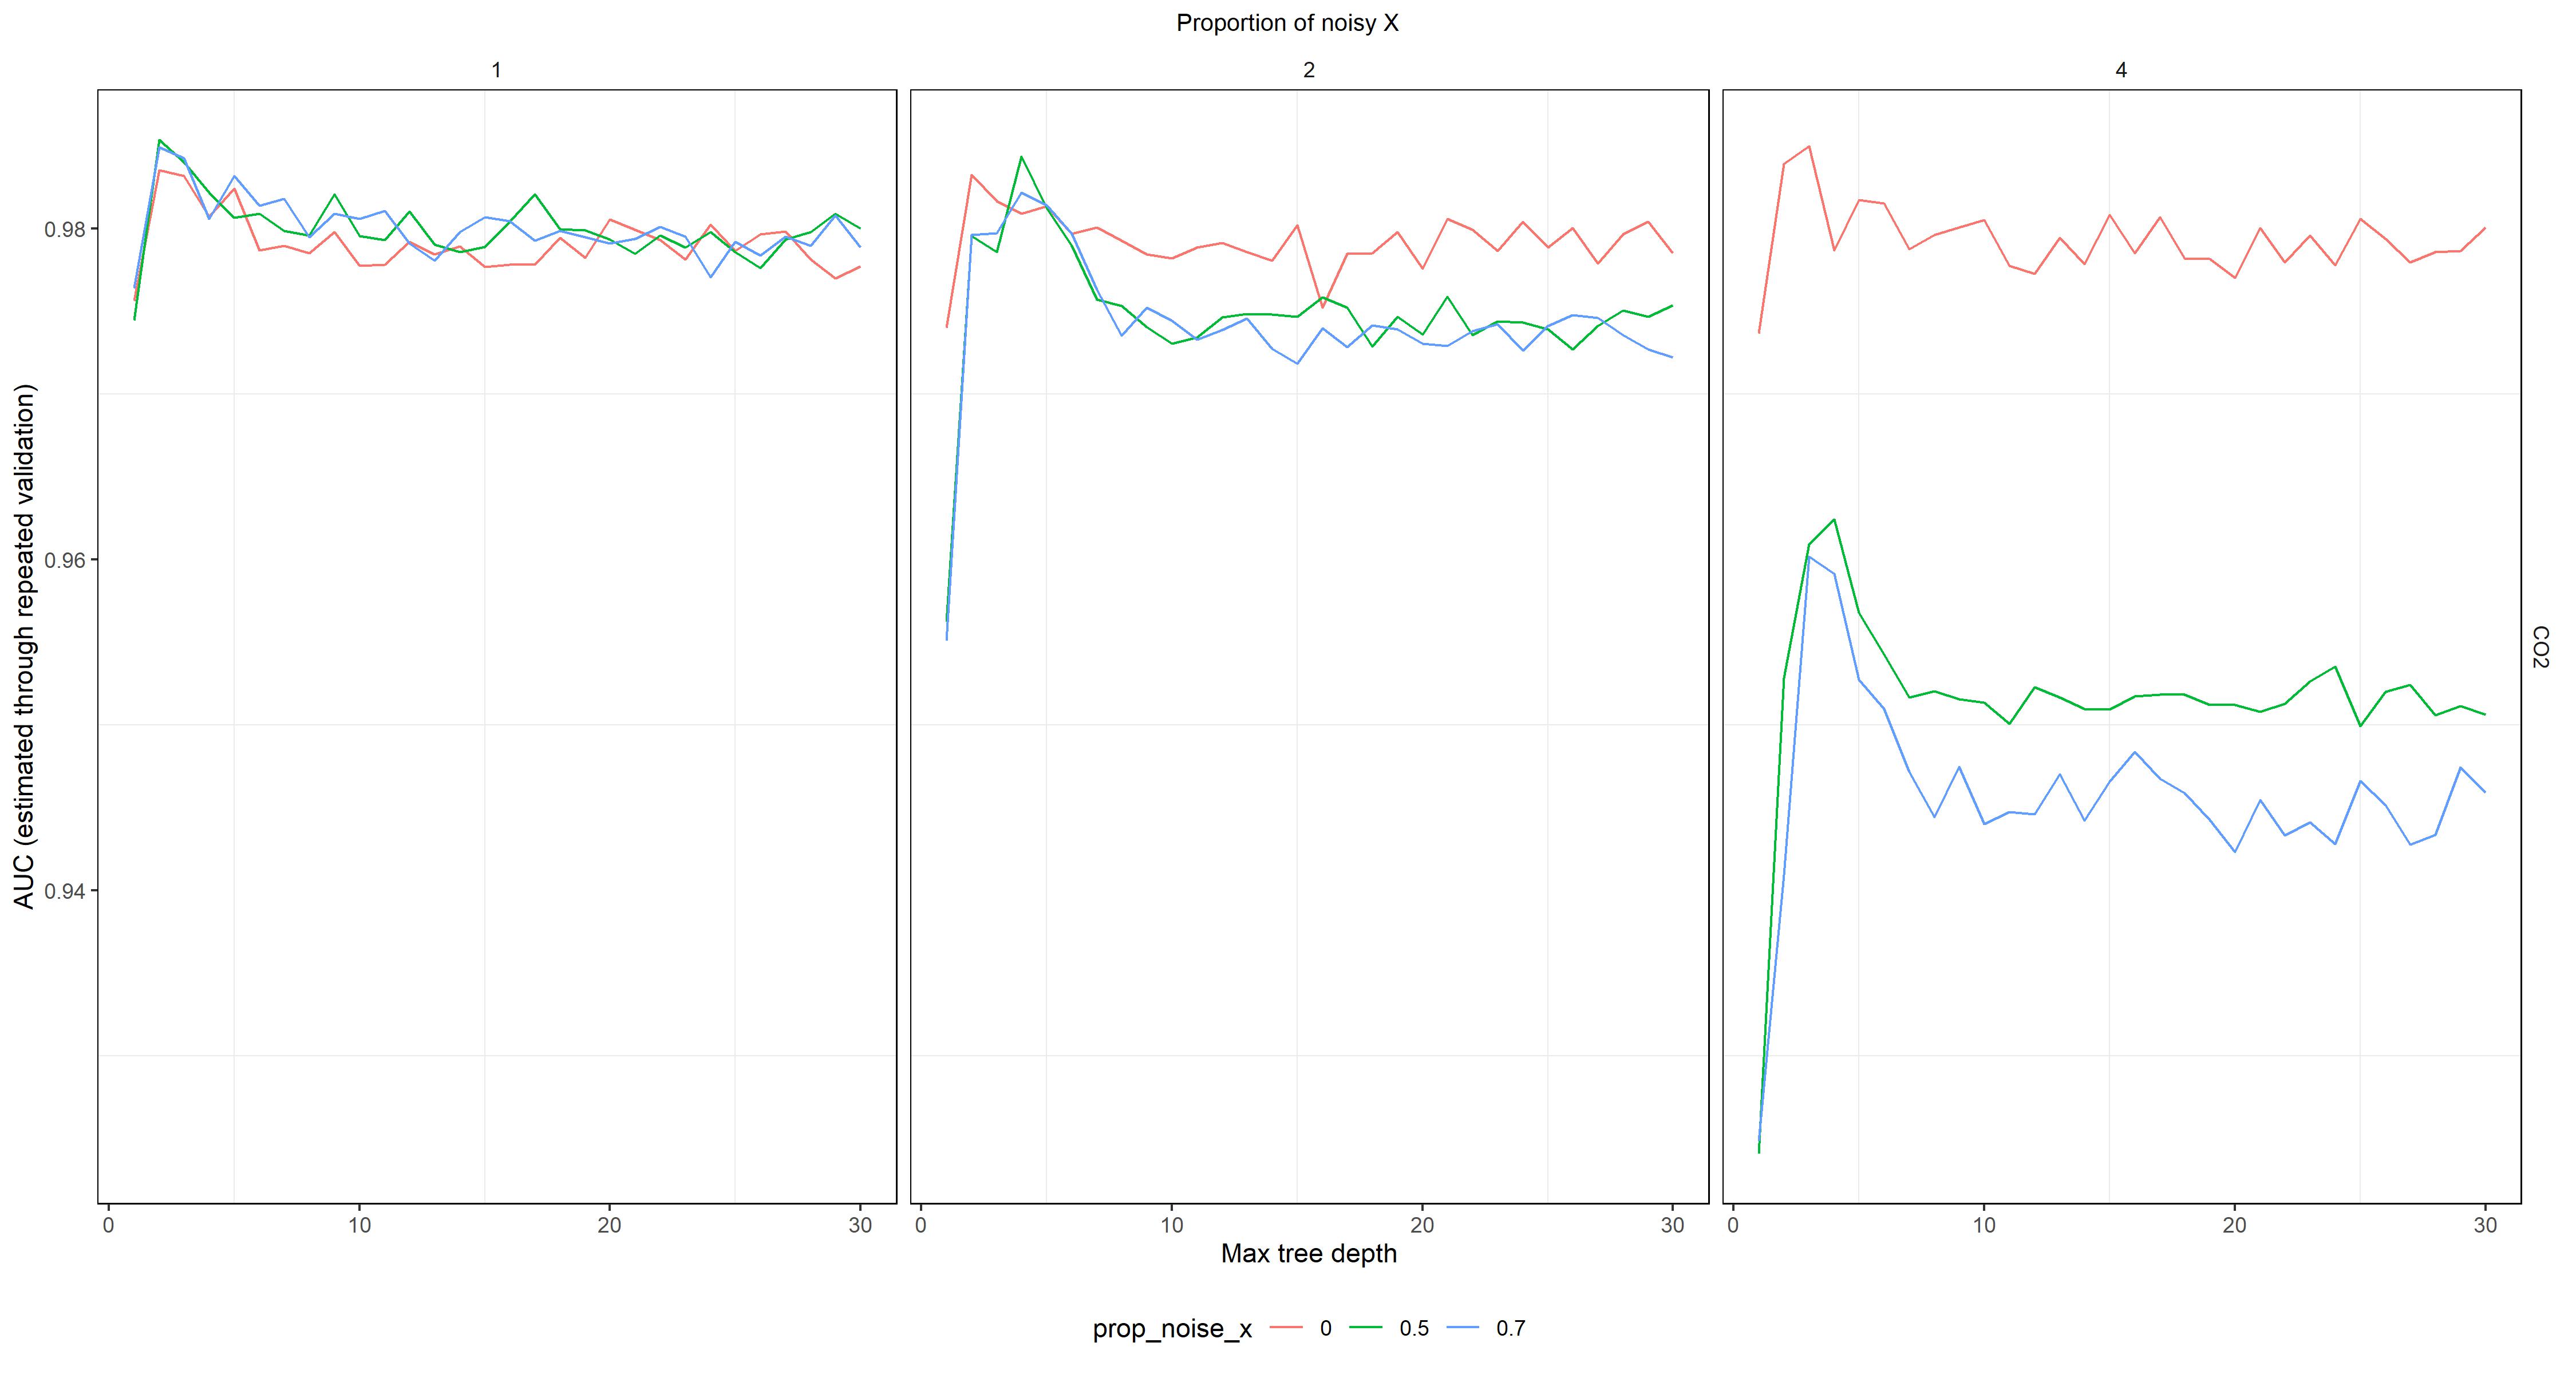 Proportion of noisy X
1 2 4
AUC (estimated through repeated validation)
0.98
0.96
0.94
CO2
0 10 20 30 0 10 20 30 0 10 20 30
Max tree depth
prop_noise_x 0 0.5 0.7